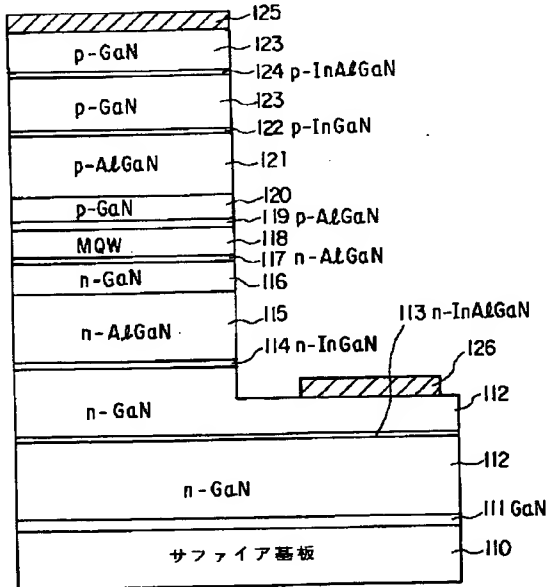 125
p-GaN 123
124 p-InAlGaN
p-GaN 123
122 p-InGaN
p-AlGaN 121
p-GaN 120
119 p-AlGaN
MQW 118
117 n-AlGaN
n-GaN 116
n-AlGaN 115
113 n-InAlGaN
114 n-InGaN
126
n-GaN 112
n-GaN 112
111 GaN
サファイア基板 110